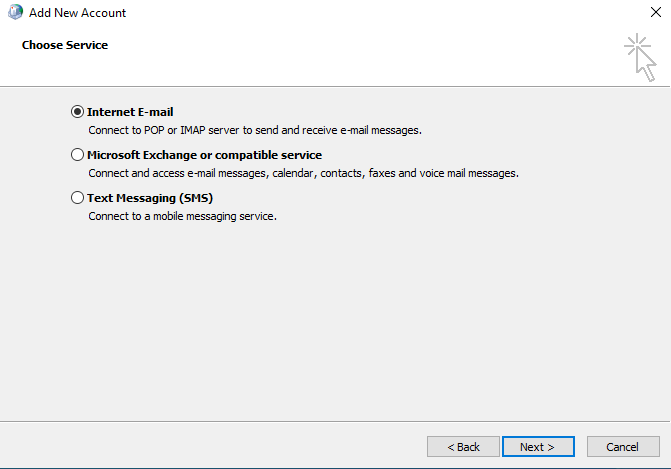 Add New Account
Choose Service
Internet E-mail
Connect to POP or IMAP server to send and receive e-mail messages.
Microsoft Exchange or compatible service
Connect and access e-mail messages, calendar, contacts, faxes and voice mail messages.
Text Messaging (SMS)
Connect to a mobile messaging service.
< Back Next > Cancel